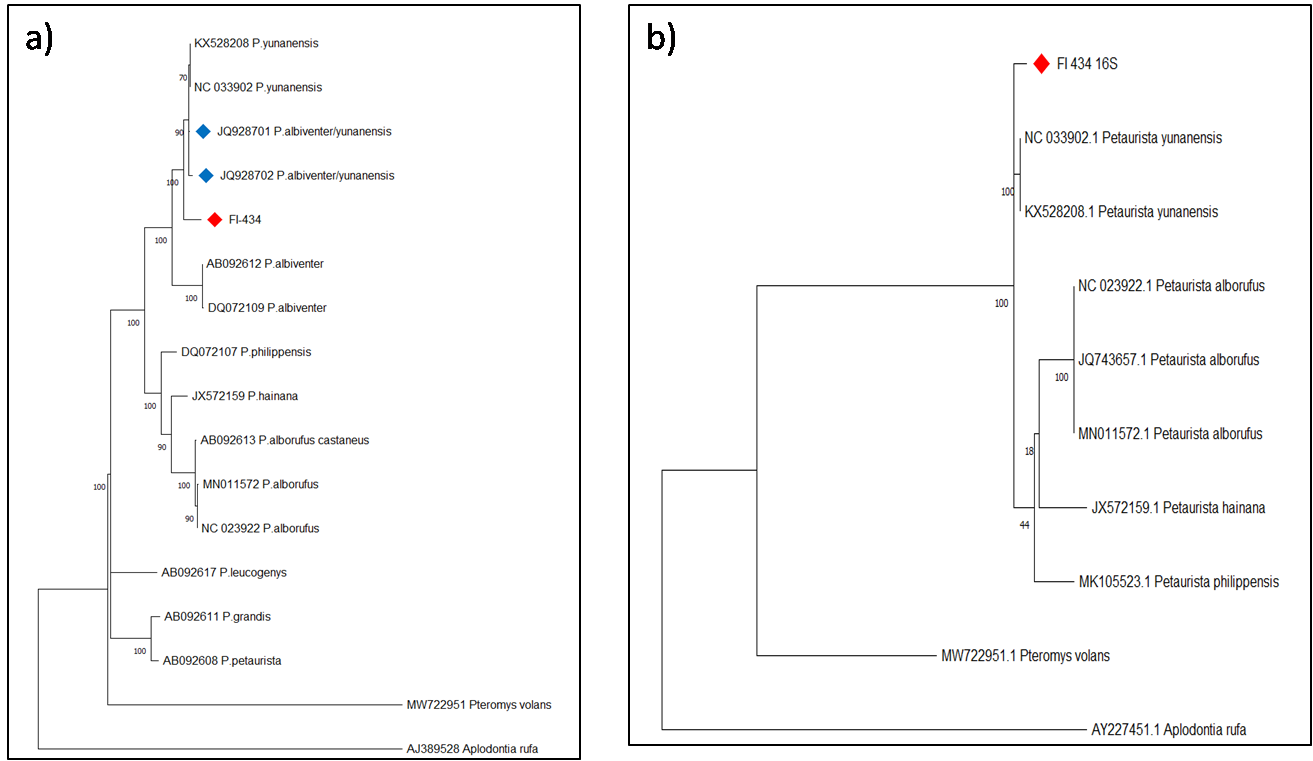 a)
KX528208 P.yunanensis
70
NC 033902 P.yunanensis
90
JQ928701 P.albiventer/yunanensis
JQ928702 P.albiventer/yunanensis
100
FI-434
100
AB092612 P.albiventer
100
DQ072109 P.albiventer
100
DQ072107 P.philippensis
JX572159 P.hainana
100
AB092613 P.alborufus castaneus
90
MN011572 P.alborufus
100
90
NC 023922 P.alborufus
100
AB092617 P.leucogenys
AB092611 P.grandis
100
AB092608 P.petaurista
MW722951 Pteromys volans
AJ389528 Aplodontia rufa
b)
FI 434 16S
NC 033902.1 Petaurista yunanensis
100
KX528208.1 Petaurista yunanensis
NC 023922.1 Petaurista alborufus
100
JQ743657.1 Petaurista alborufus
100
MN011572.1 Petaurista alborufus
18
JX572159.1 Petaurista hainana
44
MK105523.1 Petaurista philippensis
MW722951.1 Pteromys volans
AY227451.1 Aplodontia rufa